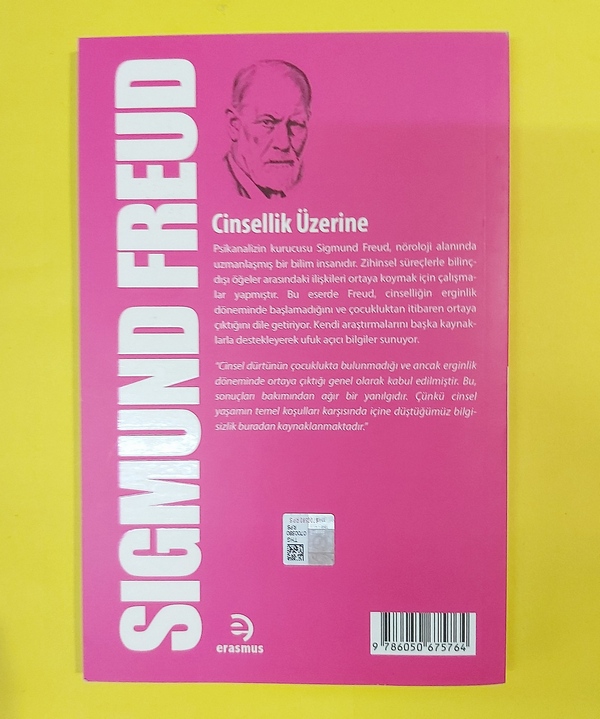 SIGMUND FREUD
Cinsellik Üzerine
Psikanalizin kurucusu Sigmund Freud, nöroloji alanında
uzmanlaşmış bir bilim insanıdır. Zihinsel süreçlerle bilinç-
dışı öğeler arasındaki ilişkileri ortaya koymak için çalışma-
lar yapmıştır. Bu eserde Freud, cinselliğin erginlik
döneminde başlamadığını ve çocukluktan itibaren ortaya
çıktığını dile getiriyor. Kendi araştırmalarını başka kaynak-
larla destekleyerek ufuk açıcı bilgiler sunuyor.
"Cinsel dürtünün çocuklukta bulunmadığı ve ancak erginlik
döneminde ortaya çıktığı genel olarak kabul edilmiştir. Bu,
sonuçları bakımından ağır bir yanılgıdır. Çünkü cinsel
yaşamın temel koşulları karşısında içine düştüğümüz bilgi-
sizlik buradan kaynaklanmaktadır."
erasmus
9 786050 675764